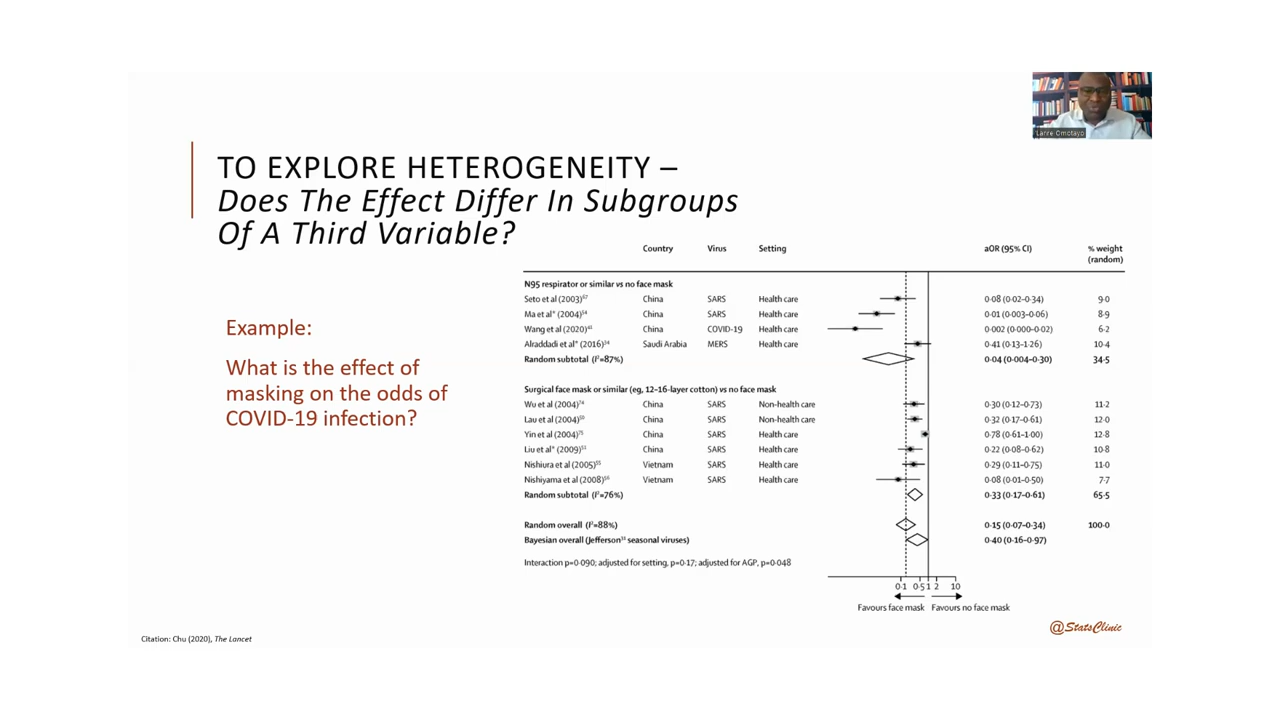 Larre Omotayo
TO EXPLORE HETEROGENEITY –
Does The Effect Differ In Subgroups
Of A Third Variable?
Example:
What is the effect of
masking on the odds of
COVID-19 infection?
Country Virus Setting aOR (95% CI) % weight
(random)
N95 respirator or similar vs no face mask
Seto et al (2003)⁶⁷ China SARS Health care 0·08 (0·02–0·34) 9·0
Ma et al* (2004)⁵⁴ China SARS Health care 0·01 (0·003–0·06) 8·9
Wang et al (2020)⁴¹ China COVID-19 Health care 0·002 (0·000–0·02) 6·2
Alraddadi et al* (2016)³⁴ Saudi Arabia MERS Health care 0·41 (0·13–1·26) 10·4
Random subtotal (I²=87%) 0·04 (0·004–0·30) 34·5
Surgical face mask or similar (eg, 12–16-layer cotton) vs no face mask
Wu et al (2004)⁷⁴ China SARS Non-health care 0·30 (0·12–0·73) 11·2
Lau et al (2004)⁵⁰ China SARS Non-health care 0·32 (0·17–0·61) 12·0
Yin et al (2004)⁷⁵ China SARS Health care 0·78 (0·61–1·00) 12·8
Liu et al* (2009)⁵¹ China SARS Health care 0·22 (0·08–0·62) 10·8
Nishiura et al (2005)⁵⁵ Vietnam SARS Health care 0·29 (0·11–0·75) 11·0
Nishiyama et al (2008)⁵⁶ Vietnam SARS Health care 0·08 (0·01–0·50) 7·7
Random subtotal (I²=76%) 0·33 (0·17–0·61) 65·5
Random overall (I²=88%) 0·15 (0·07–0·34) 100·0
Bayesian overall (Jefferson³¹ seasonal viruses) 0·40 (0·16–0·97)
Interaction p=0·090; adjusted for setting, p=0·17; adjusted for AGP, p=0·048
0·1 0·5 1 2 10
Favours face mask Favours no face mask
@StatsClinic
Citation: Chu (2020), The Lancet